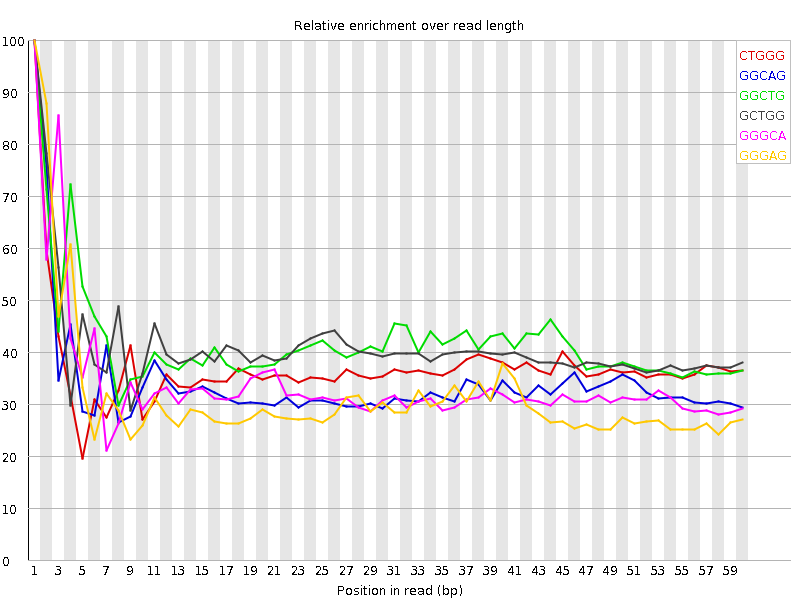 Relative enrichment over read length
100
90
80
70
60
50
40
30
20
10
0
CTGGG
GGCAG
GGCTG
GCTGG
GGGCA
GGGAG
1 3 5 7 9 11 13 15 17 19 21 23 25 27 29 31 33 35 37 39 41 43 45 47 49 51 53 55 57 59
Position in read (bp)